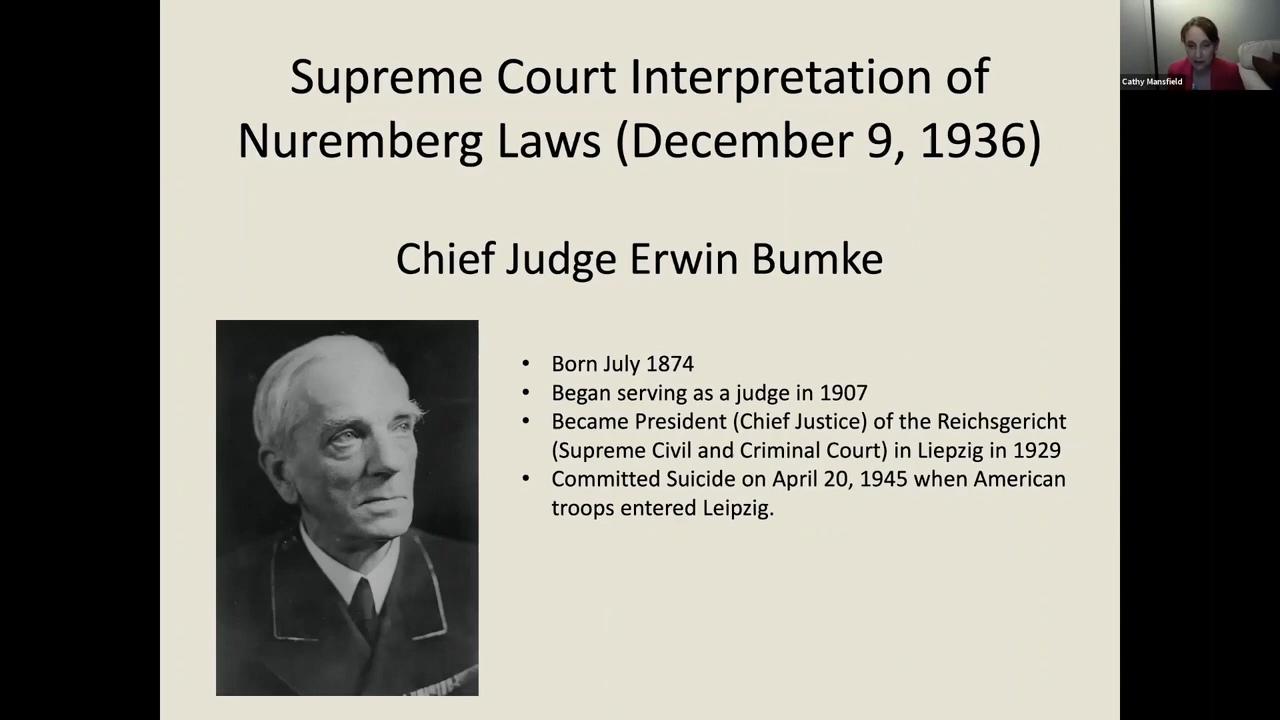 Supreme Court Interpretation of
Nuremberg Laws (December 9, 1936)
Cathy Mansfield
Chief Judge Erwin Bumke
• Born July 1874
• Began serving as a judge in 1907
• Became President (Chief Justice) of the Reichsgericht
(Supreme Civil and Criminal Court) in Liepzig in 1929
• Committed Suicide on April 20, 1945 when American
troops entered Leipzig.